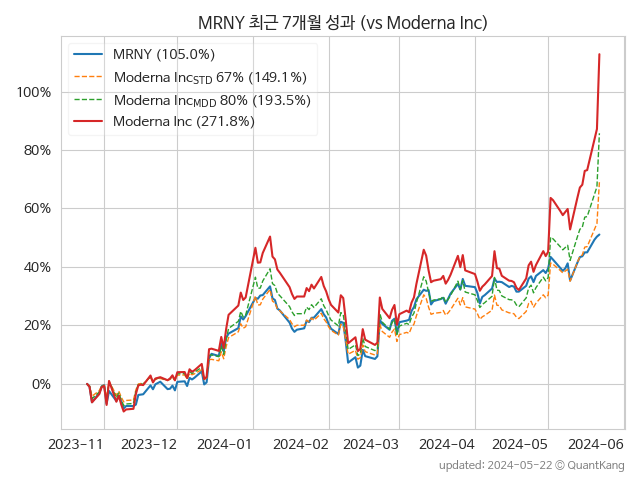 MRNY 최근 7개월 성과 (vs Moderna Inc)
MRNY (105.0%)
Moderna Inc_STD 67% (149.1%)
Moderna Inc_MDD 80% (193.5%)
Moderna Inc (271.8%)
100%
80%
60%
40%
20%
0%
2023-11 2023-12 2024-01 2024-02 2024-03 2024-04 2024-05 2024-06
updated: 2024-05-22 © QuantKang